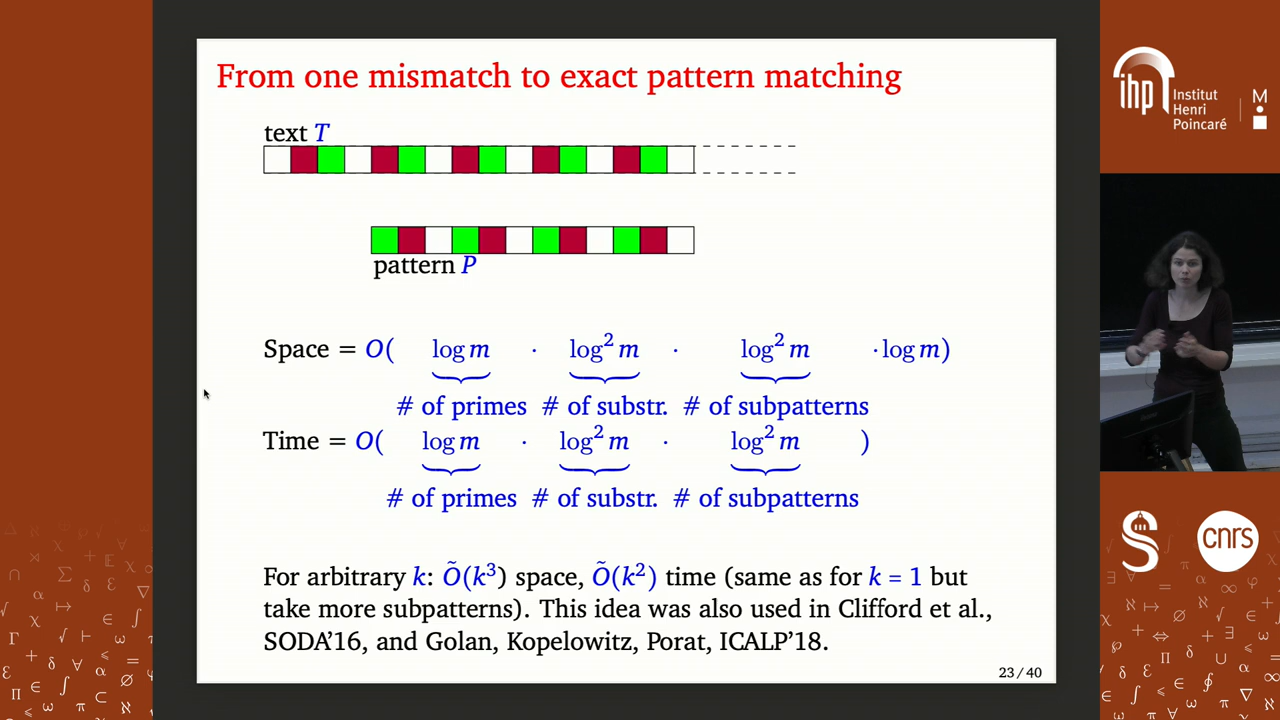 From one mismatch to exact pattern matching
text T
pattern P
Space = O( log m · log² m · log² m · log m)
# of primes # of substr. # of subpatterns
Time = O( log m · log² m · log² m )
# of primes # of substr. # of subpatterns
For arbitrary k: Õ(k³) space, Õ(k²) time (same as for k = 1 but
take more subpatterns). This idea was also used in Clifford et al.,
SODA'16, and Golan, Kopelowitz, Porat, ICALP'18.
23 / 40
ihp
Institut
Henri
Poincaré
M
S
cnrs